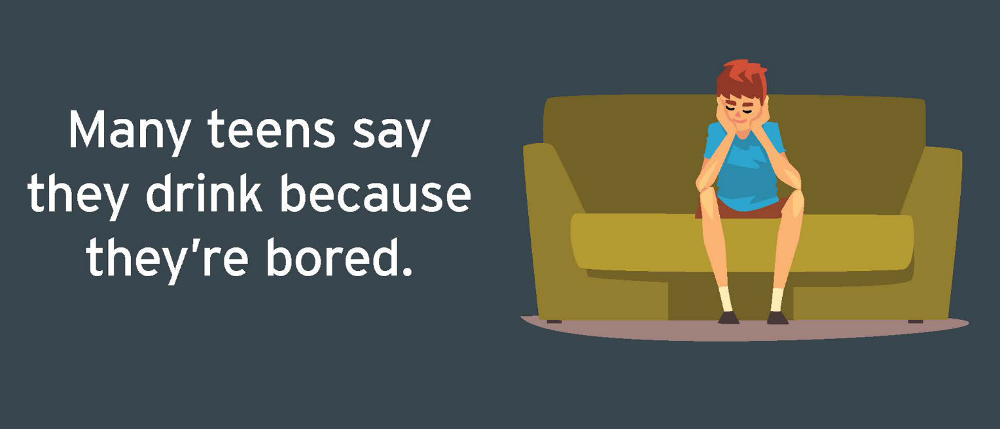 Many teens say
they drink because
they’re bored.